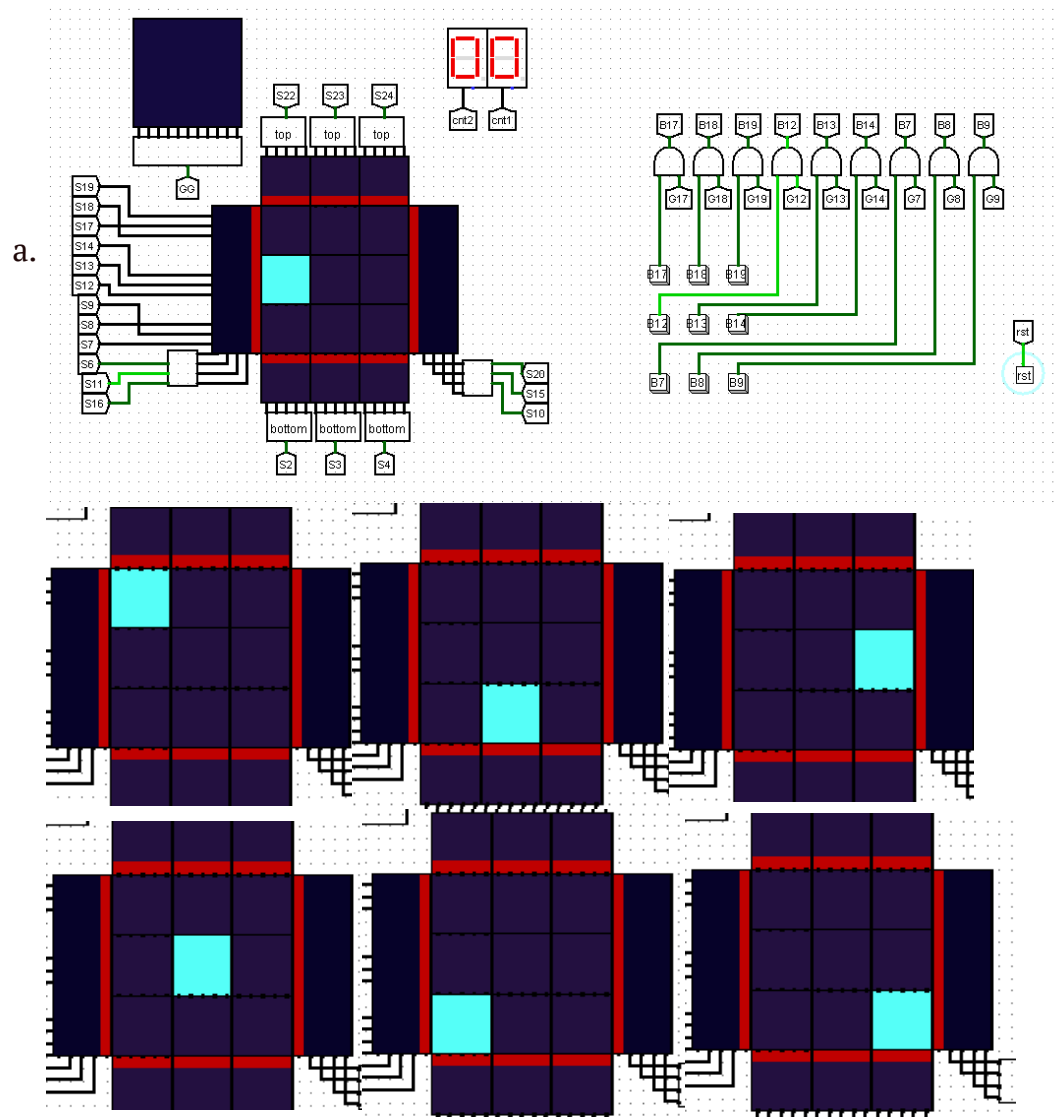 S22 S23 S24
cnt2 cnt1
top top top
B17 B18 B19 B12 B13 B14 B7 B8 B9
GG
G17 G18 G19 G12 G13 G14 G7 G8 G9
a.
S19
S18
S17
S14
S13
S12
S9
S8
S7
S6
S11
S16
S20
S15
S10
bottom bottom bottom
S2 S3 S4
B17 B18 B19
B12 B13 B14
B7 B8 B9
rst
rst
00